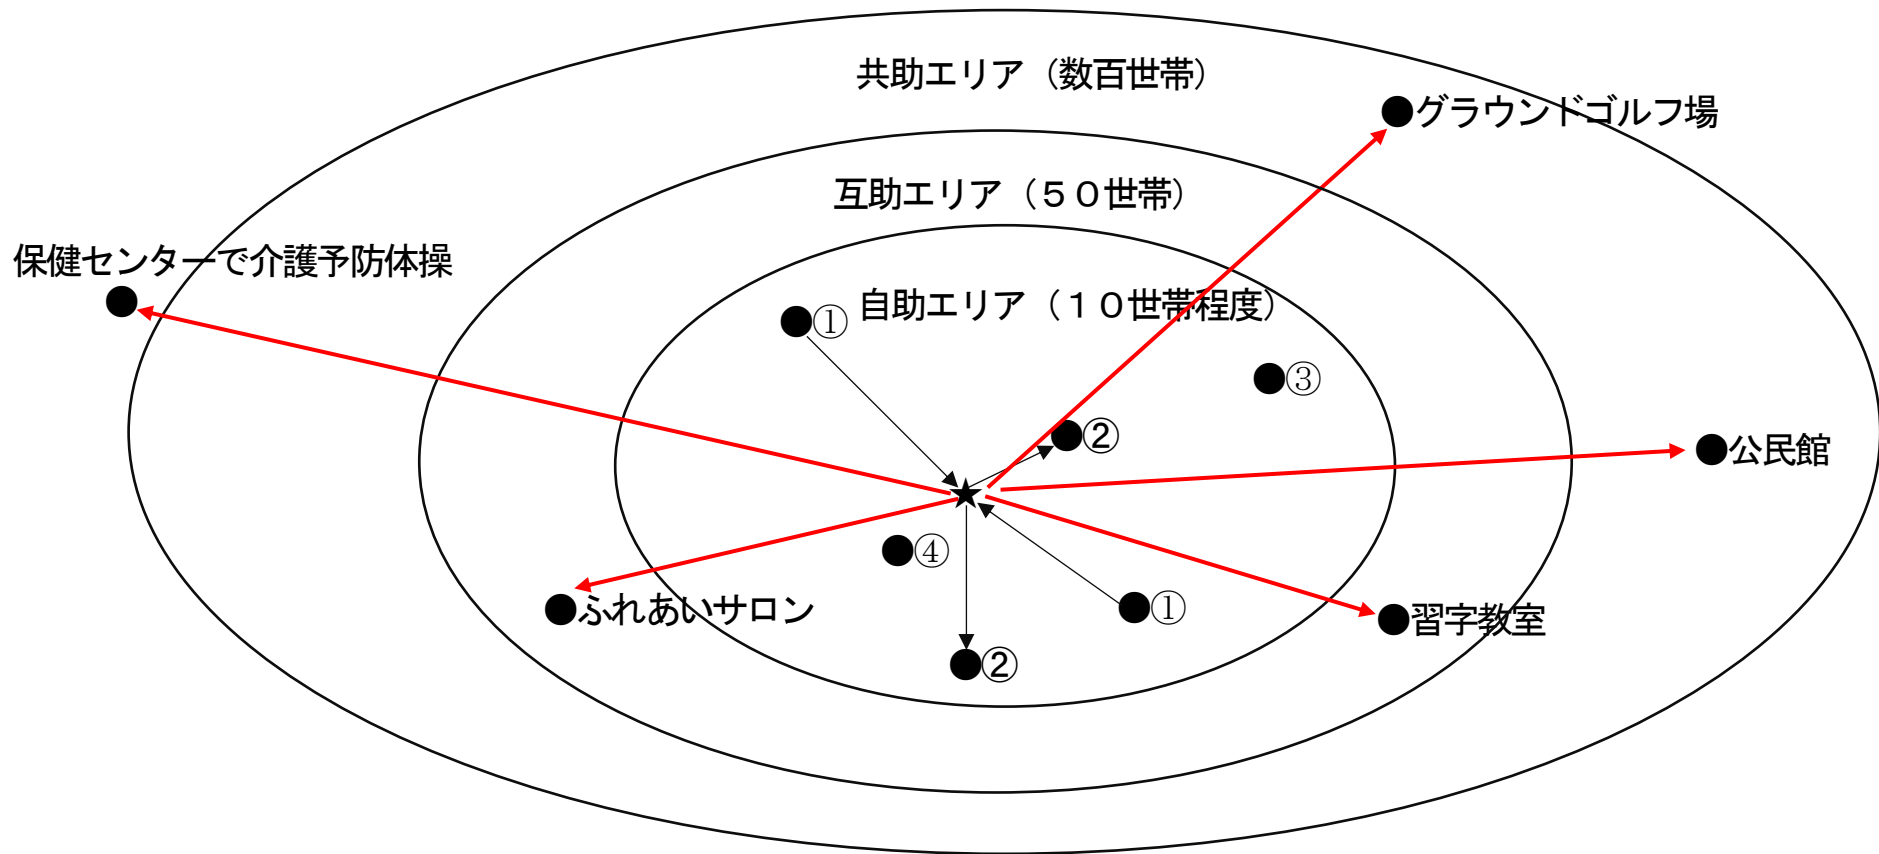 共助エリア（数百世帯）
●グラウンドゴルフ場
互助エリア（５０世帯）
保健センターで介護予防体操
●
自助エリア（１０世帯程度）
●①
●③
●②
●公民館
★
●④
●ふれあいサロン
●①
●習字教室
●②